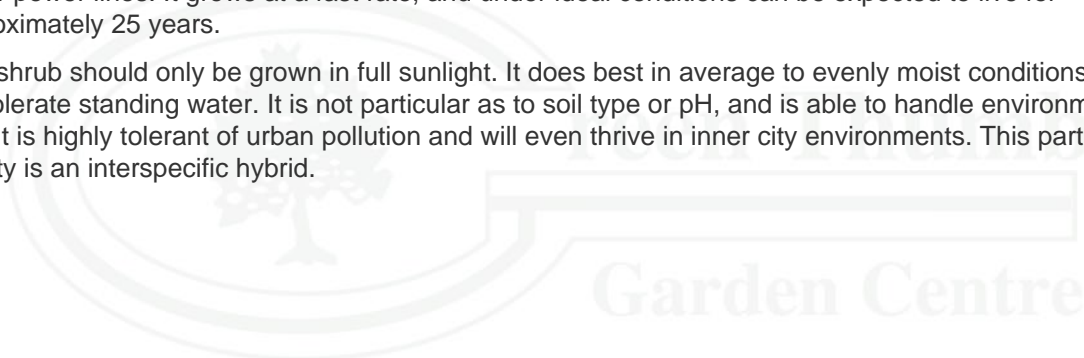 power lines. It grows at a fast rate, and under ideal conditions can be expected to live for
oximately 25 years.
shrub should only be grown in full sunlight. It does best in average to evenly moist conditions
olerate standing water. It is not particular as to soil type or pH, and is able to handle environm
t is highly tolerant of urban pollution and will even thrive in inner city environments. This part
ty is an interspecific hybrid.
reen Thumb
Garden Centre